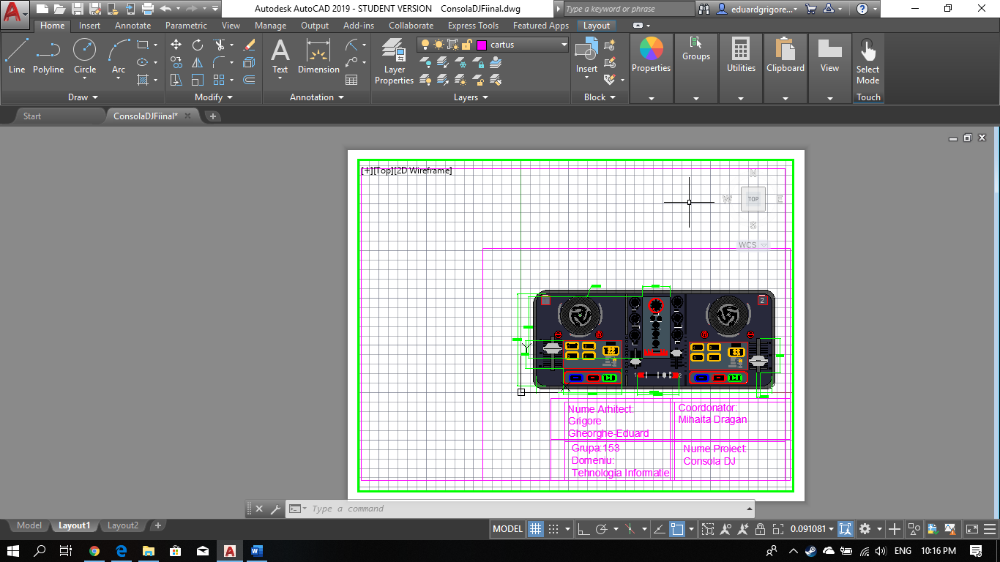 Autodesk AutoCAD 2019 - STUDENT VERSION ConsolaDJFiinal.dwg
Type a keyword or phrase
eduardgrigore...
Home Insert Annotate Parametric View Manage Output Add-ins Collaborate Express Tools Featured Apps Layout
Line Polyline Circle Arc
Text Dimension
Layer Properties
cartus
Insert
Properties
Groups
Utilities
Clipboard
View
Select Mode
Draw Modify Annotation Layers Block Touch
Start ConsolaDJFiinal*
[+][Top][2D Wireframe]
N
W TOP E
S
WCS
2
Nume Arhitect:
Grigore
Gheorghe-Eduard
Coordonator:
Mihaita Dragan
Grupa:153
Domeniu:
Tehnologia Informatie
Nume Proiect:
Consola DJ
Type a command
Model Layout1 Layout2
MODEL 0.091081
ENG 10:16 PM